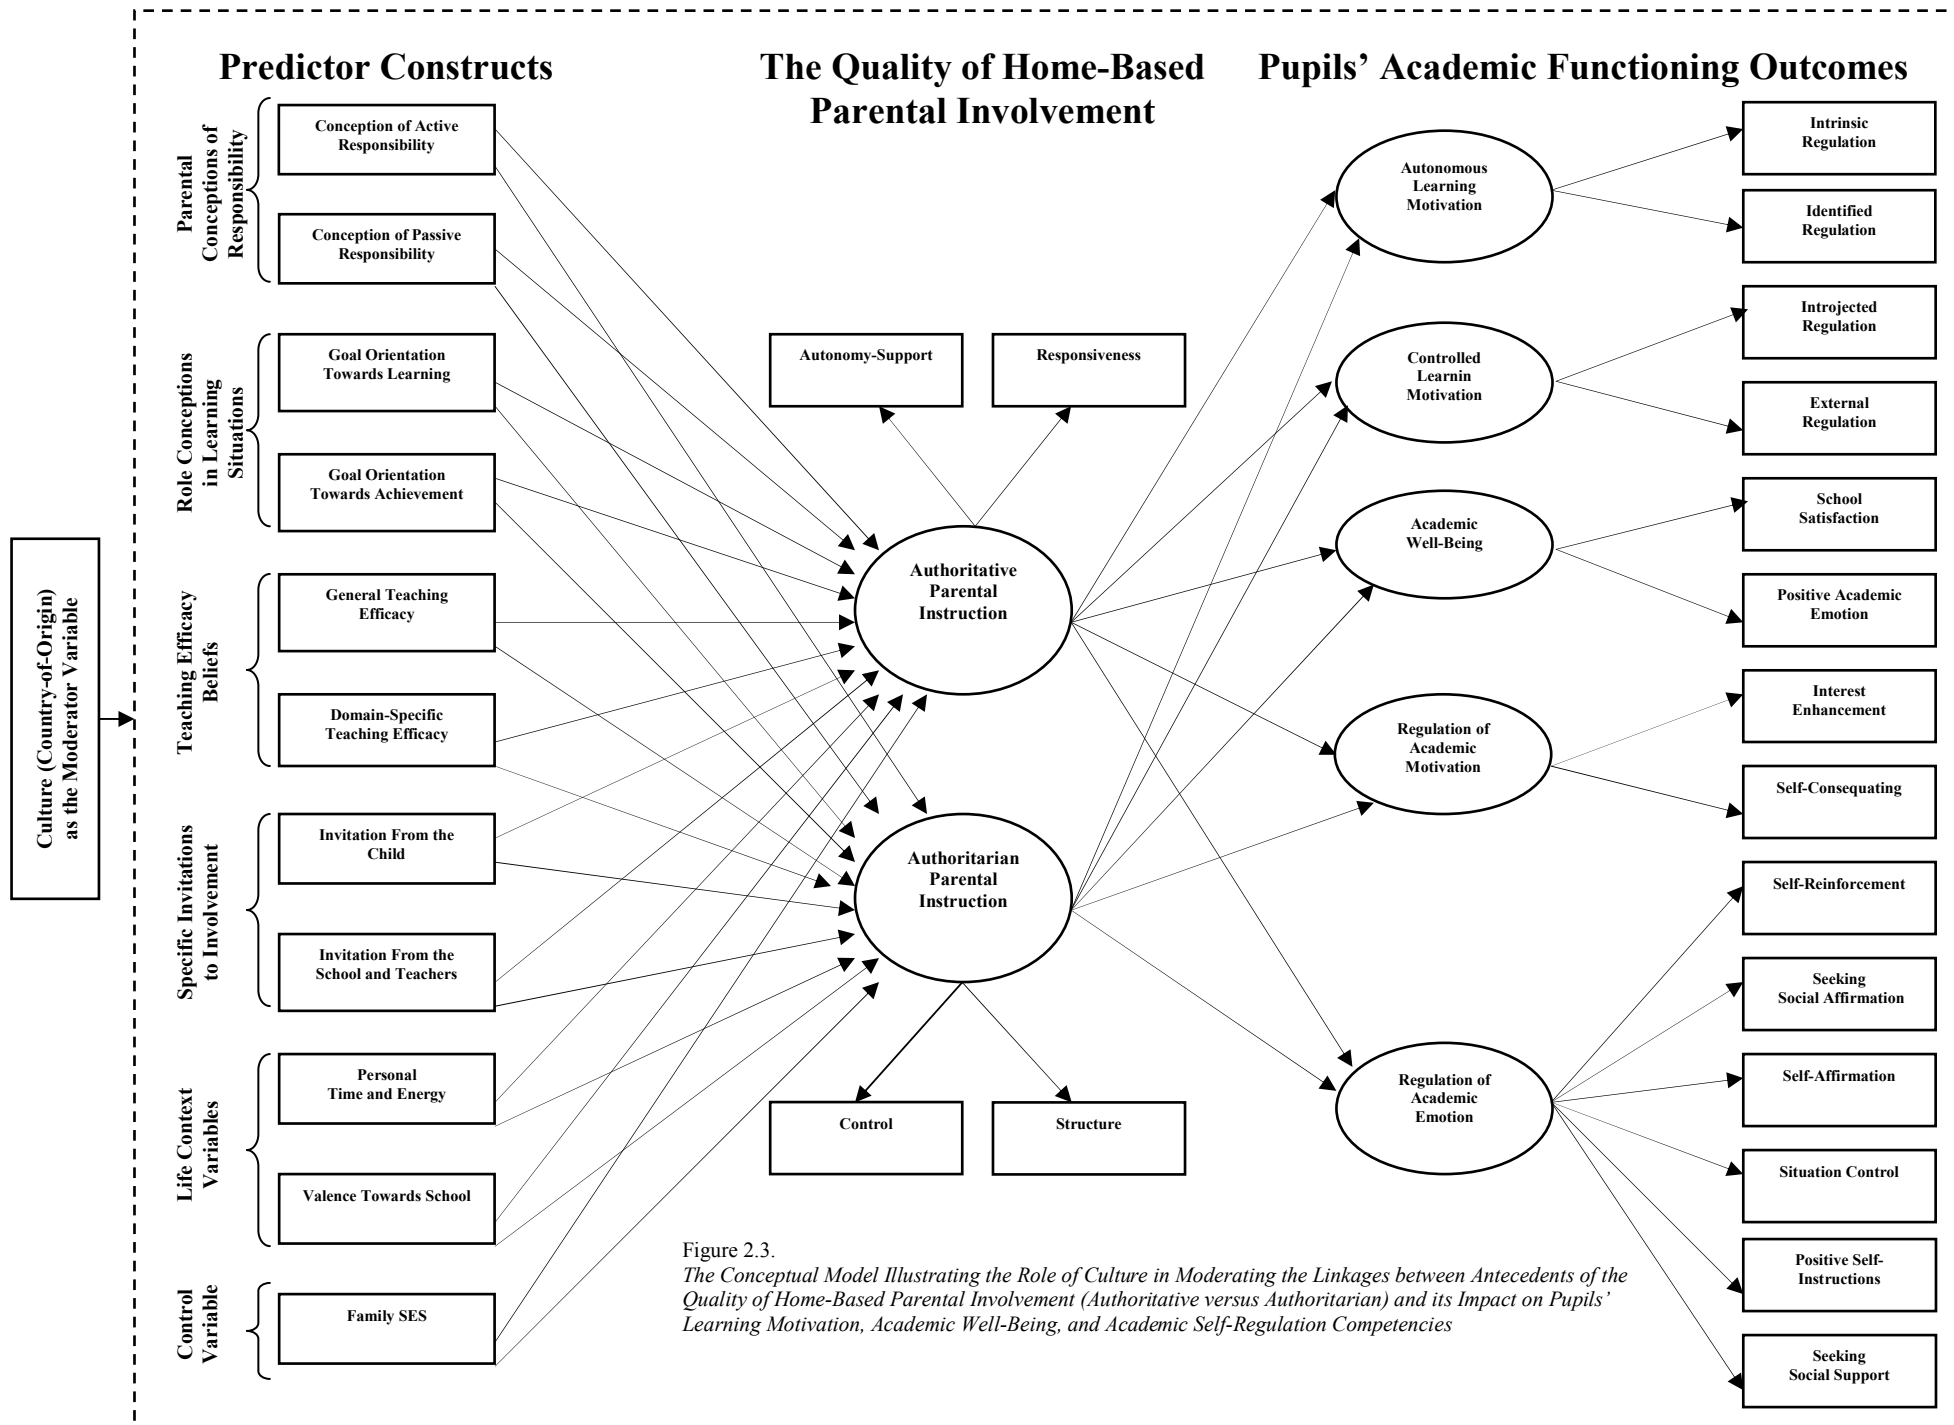 Predictor Constructs
The Quality of Home-Based
Parental Involvement
Pupils’ Academic Functioning Outcomes
Culture (Country-of-Origin)
as the Moderator Variable
Parental
Conceptions of
Responsibility
Conception of Active
Responsibility
Conception of Passive
Responsibility
Role Conceptions
in Learning
Situations
Goal Orientation
Towards Learning
Goal Orientation
Towards Achievement
Teaching Efficacy
Beliefs
General Teaching
Efficacy
Domain-Specific
Teaching Efficacy
Specific Invitations
to Involvement
Invitation From the
Child
Invitation From the
School and Teachers
Life Context
Variables
Personal
Time and Energy
Valence Towards School
Control
Variable
Family SES
Autonomy-Support
Responsiveness
Authoritative
Parental
Instruction
Authoritarian
Parental
Instruction
Control
Structure
Autonomous
Learning
Motivation
Controlled
Learnin
Motivation
Academic
Well-Being
Regulation of
Academic
Motivation
Regulation of
Academic
Emotion
Intrinsic
Regulation
Identified
Regulation
Introjected
Regulation
External
Regulation
School
Satisfaction
Positive Academic
Emotion
Interest
Enhancement
Self-Consequating
Self-Reinforcement
Seeking
Social Affirmation
Self-Affirmation
Situation Control
Positive Self-
Instructions
Seeking
Social Support
Figure 2.3.
The Conceptual Model Illustrating the Role of Culture in Moderating the Linkages between Antecedents of the
Quality of Home-Based Parental Involvement (Authoritative versus Authoritarian) and its Impact on Pupils’
Learning Motivation, Academic Well-Being, and Academic Self-Regulation Competencies